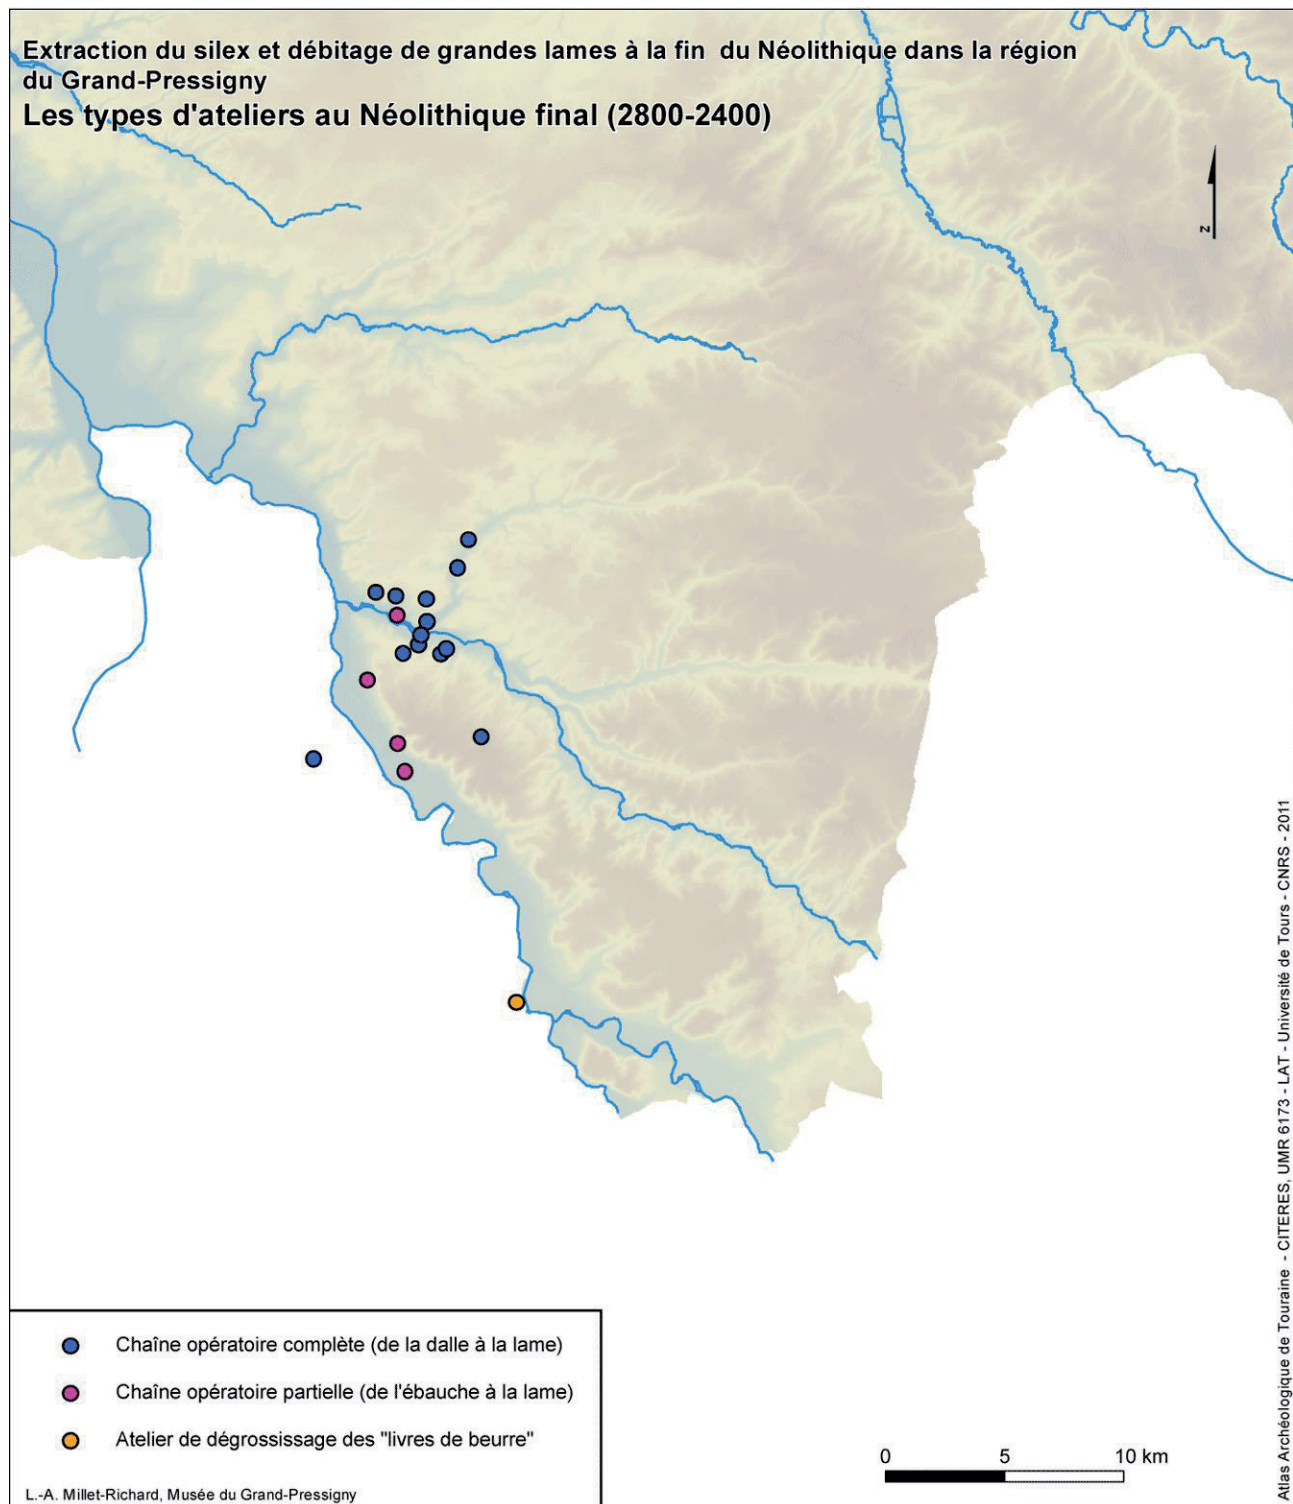 Extraction du silex et débitage de grandes lames à la fin du Néolithique dans la région
du Grand-Pressigny
Les types d'ateliers au Néolithique final (2800-2400)
N
Chaîne opératoire complète (de la dalle à la lame)
Chaîne opératoire partielle (de l'ébauche à la lame)
Atelier de dégrossissage des "livres de beurre"
L.-A. Millet-Richard, Musée du Grand-Pressigny
0 5 10 km
Atlas Archéologique de Touraine - CITERES, UMR 6173 - LAT - Université de Tours - CNRS - 2011